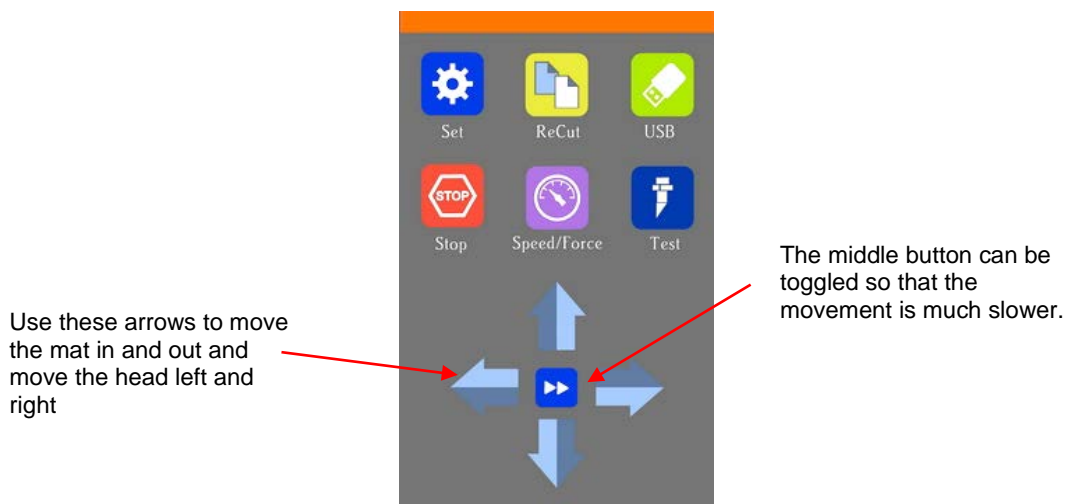 Set ReCut USB
STOP
Stop Speed/Force Test
The middle button can be
toggled so that the
movement is much slower.
Use these arrows to move
the mat in and out and
move the head left and
right